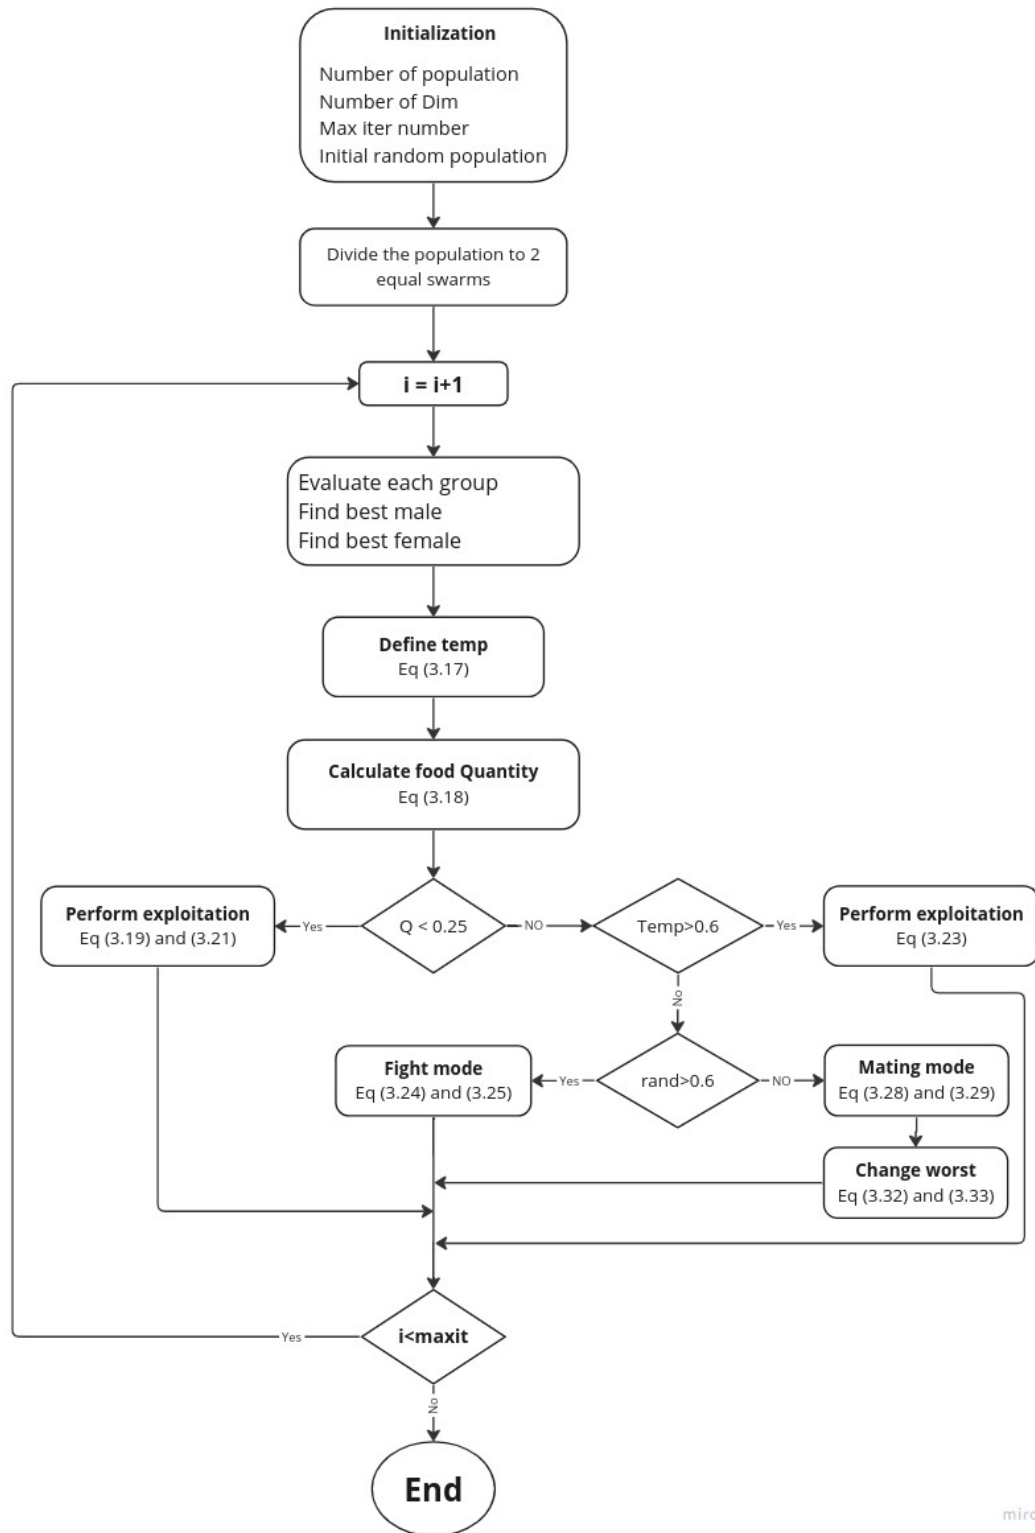 Initialization
Number of population
Number of Dim
Max iter number
Initial random population
Divide the population to 2
equal swarms
i = i+1
Evaluate each group
Find best male
Find best female
Define temp
Eq (3.17)
Calculate food Quantity
Eq (3.18)
Perform exploitation
Eq (3.19) and (3.21)
Yes
Q < 0.25
NO
Temp>0.6
Yes
Perform exploitation
Eq (3.23)
No
Fight mode
Eq (3.24) and (3.25)
Yes
rand>0.6
NO
Mating mode
Eq (3.28) and (3.29)
Change worst
Eq (3.32) and (3.33)
Yes
i<maxit
No
End